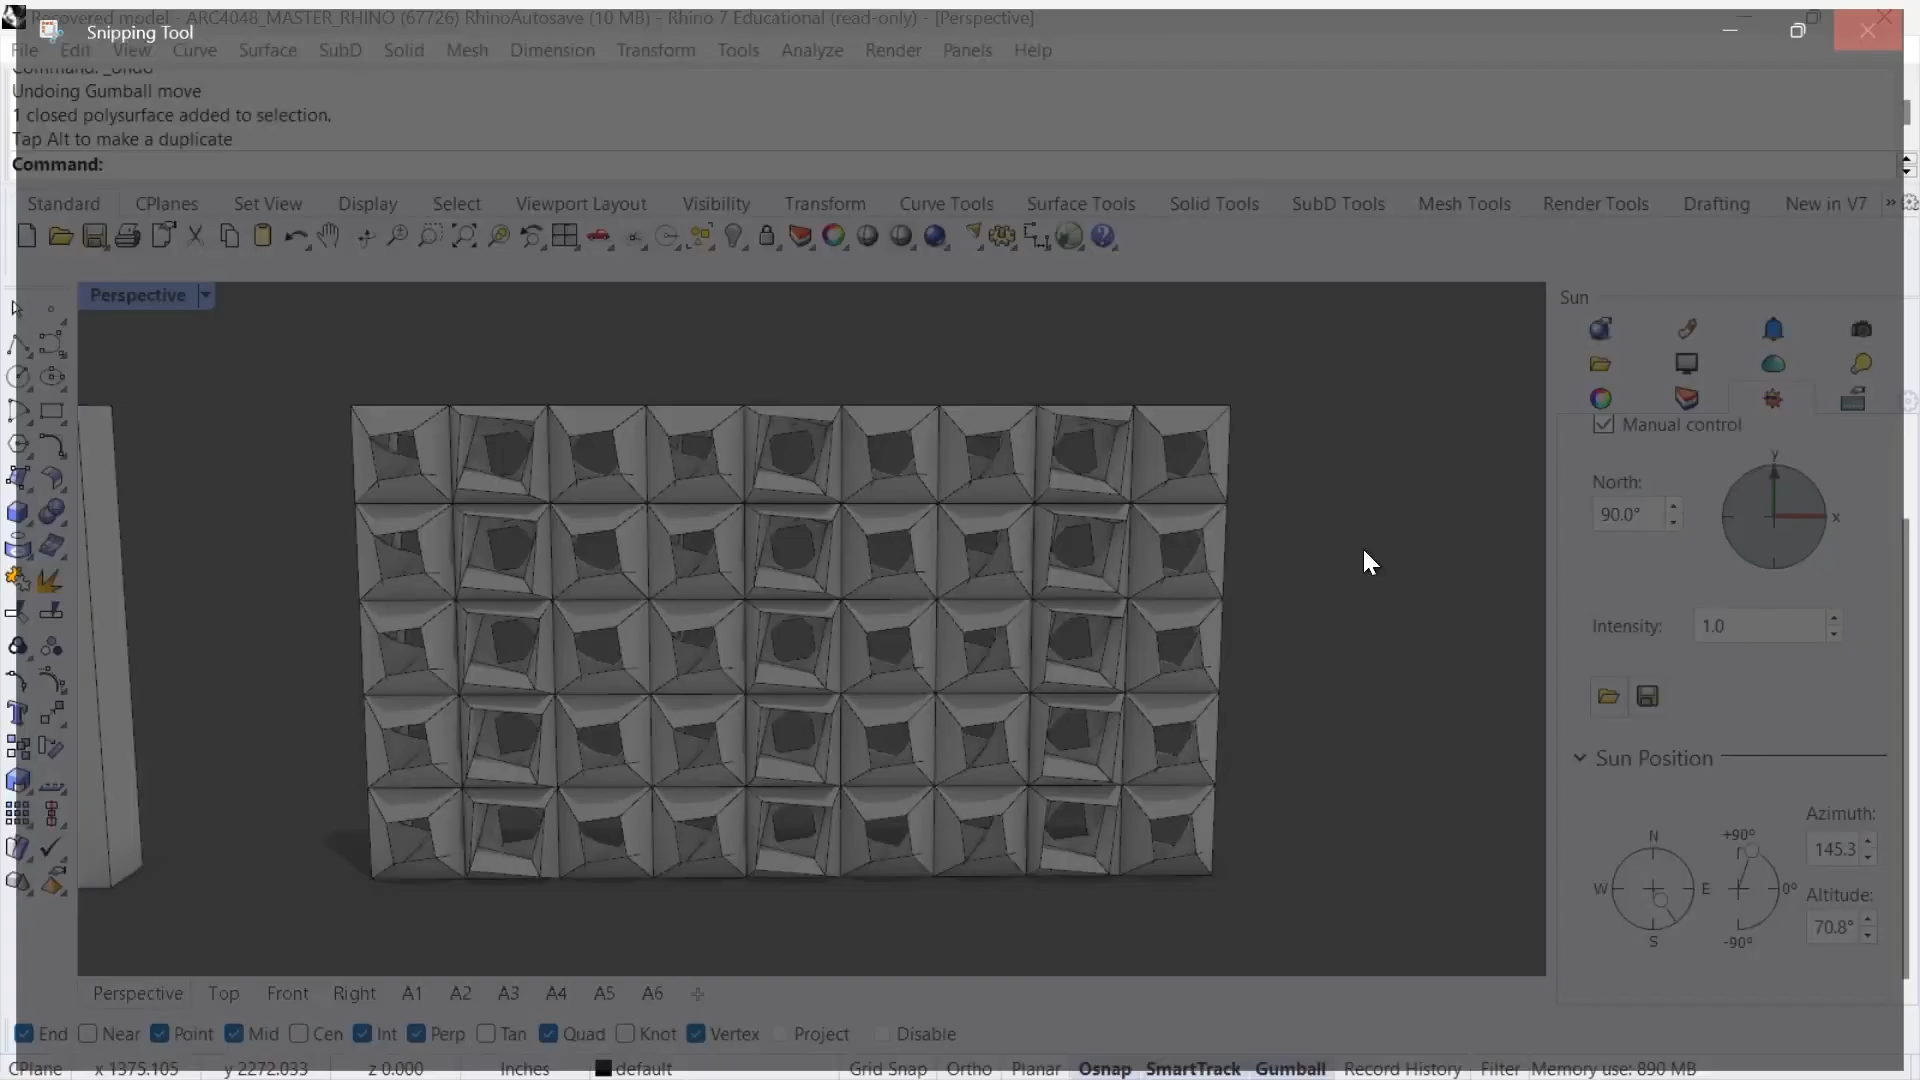 Recovered model - ARC4048_MASTER_RHINO (67726) RhinoAutosave (10 MB) - Rhino 7 Educational (read-only) - [Perspective]
Snipping Tool
File Edit View Curve Surface SubD Solid Mesh Dimension Transform Tools Analyze Render Panels Help
Command: _undo
Undoing Gumball move
1 closed polysurface added to selection.
Tap Alt to make a duplicate
Command:
Standard CPlanes Set View Display Select Viewport Layout Visibility Transform Curve Tools Surface Tools Solid Tools SubD Tools Mesh Tools Render Tools Drafting New in V7 »
Perspective
Sun
Manual control
y
North:
90.0°
x
Intensity: 1.0
Sun Position
Azimuth:
N +90°
145.3
W E 0°
Altitude:
70.8°
S -90°
Perspective Top Front Right A1 A2 A3 A4 A5 A6
End Near Point Mid Cen Int Perp Tan Quad Knot Vertex Project Disable
CPlane x 1375.105 y 2272.033 z 0.000 Inches default Grid Snap Ortho Planar Osnap SmartTrack Gumball Record History Filter Memory use: 890 MB